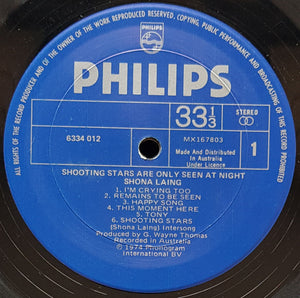 ALL RIGHTS OF THE RECORD PRODUCER AND OF THE OWNER OF THE WORK REPRODUCED RESERVED. COPYING, PUBLIC PERFORMANCE AND BROADCASTING OF THIS RECORD PROHIBITED
PHILIPS
PHILIPS
33 1/3
STEREO
6334 012
MX167803
Made And Distributed
In Australia
Under Licence
1
SHOOTING STARS ARE ONLY SEEN AT NIGHT
SHONA LAING
1. I'M CRYING TOO
2. REMAINS TO BE SEEN
3. HAPPY SONG
4. THIS MOMENT HERE
5. TONY
6. SHOOTING STARS
(Shona Laing) Intersong
Produced by G. Wayne Thomas
Recorded in Australia
℗ 1974 Phonogram
International BV